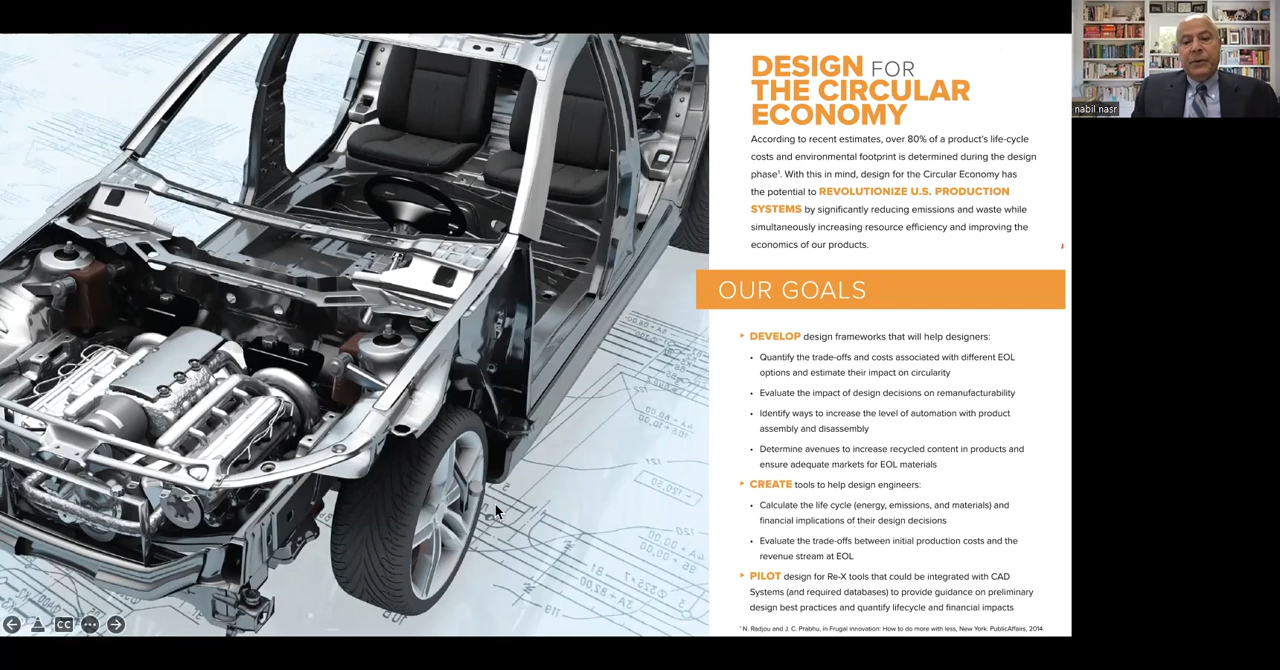 DESIGN FOR
THE CIRCULAR
ECONOMY
According to recent estimates, over 80% of a product's life-cycle
costs and environmental footprint is determined during the design
phase¹. With this in mind, design for the Circular Economy has
the potential to REVOLUTIONIZE U.S. PRODUCTION
SYSTEMS by significantly reducing emissions and waste while
simultaneously increasing resource efficiency and improving the
economics of our products.
OUR GOALS
DEVELOP design frameworks that will help designers:
• Quantify the trade-offs and costs associated with different EOL
options and estimate their impact on circularity
• Evaluate the impact of design decisions on remanufacturability
• Identify ways to increase the level of automation with product
assembly and disassembly
• Determine avenues to increase recycled content in products and
ensure adequate markets for EOL materials
CREATE tools to help design engineers:
• Calculate the life cycle (energy, emissions, and materials) and
financial implications of their design decisions
• Evaluate the trade-offs between initial production costs and the
revenue stream at EOL
PILOT design for Re-X tools that could be integrated with CAD
Systems (and required databases) to provide guidance on preliminary
design best practices and quantify lifecycle and financial impacts
¹ N. Radjou and J. C. Prabhu, in Frugal innovation: How to do more with less, New York: PublicAffairs, 2014.
nabil nasr
CC